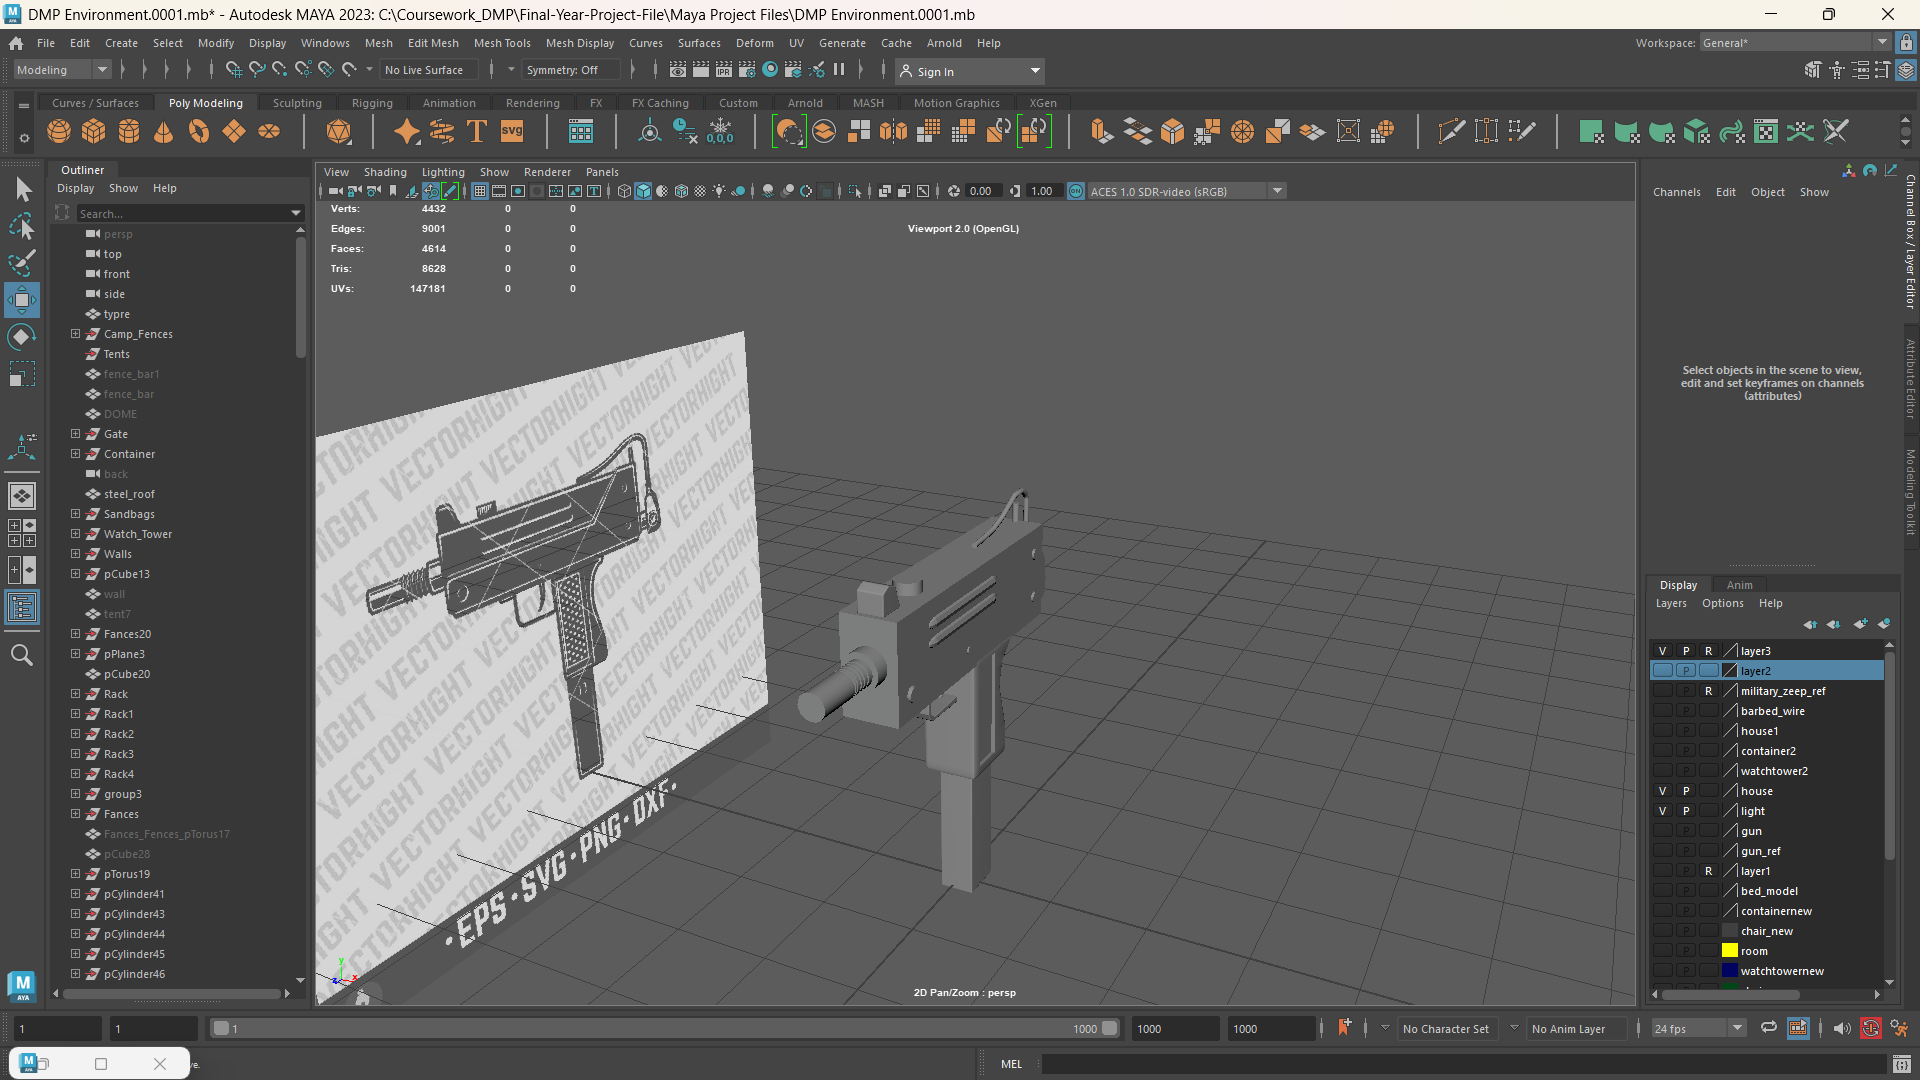 DMP Environment.0001.mb* - Autodesk MAYA 2023: C:\Coursework_DMP\Final-Year-Project-File\Maya Project Files\DMP Environment.0001.mb
File Edit Create Select Modify Display Windows Mesh Edit Mesh Mesh Tools Mesh Display Curves Surfaces Deform UV Generate Cache Arnold Help
Workspace: General*
Modeling No Live Surface Symmetry: Off Sign In
Curves / Surfaces Poly Modeling Sculpting Rigging Animation Rendering FX FX Caching Custom Arnold MASH Motion Graphics XGen
SVG
0,0,0
Outliner
Display Show Help
Search...
persp
top
front
side
typre
Camp_Fences
Tents
fence_bar1
fence_bar
DOME
Gate
Container
back
steel_roof
Sandbags
Watch_Tower
Walls
pCube13
wall
tent7
Fances20
pPlane3
pCube20
Rack
Rack1
Rack2
Rack3
Rack4
group3
Fances
Fances_Fences_pTorus17
pCube28
pTorus19
pCylinder41
pCylinder43
pCylinder44
pCylinder45
pCylinder46
View Shading Lighting Show Renderer Panels
0.00 1.00 ON ACES 1.0 SDR-video (sRGB)
Verts: 4432 0 0
Edges: 9001 0 0
Faces: 4614 0 0
Tris: 8628 0 0
UVs: 147181 0 0
Viewport 2.0 (OpenGL)
VECTORHIGHT VECTORHIGHT VECTORHIGHT
• EPS • SVG • PNG • DXF •
y
x
z
2D Pan/Zoom : persp
Channels Edit Object Show
Select objects in the scene to view,
edit and set keyframes on channels
(attributes)
Channel Box / Layer Editor
Attribute Editor
Modeling Toolkit
Display Anim
Layers Options Help
V P R layer3
P layer2
R military_zeep_ref
P barbed_wire
P house1
P container2
P watchtower2
V P house
V P light
P gun
P gun_ref
R layer1
P bed_model
P containernew
P chair_new
P room
P watchtowernew
1 1 1 1000 1000 1000 No Character Set No Anim Layer 24 fps
M AYA
MEL